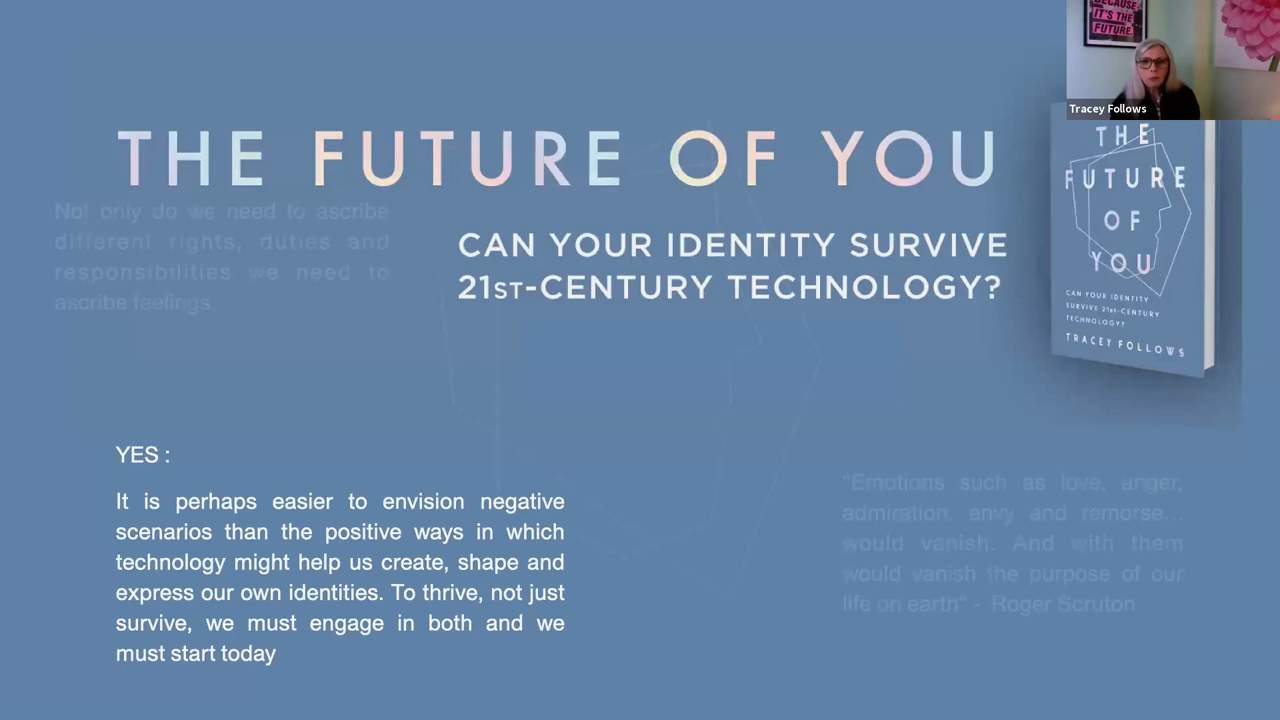 BECAUSE
IT'S THE
FUTURE.
Tracey Follows
THE FUTURE OF YOU
CAN YOUR IDENTITY SURVIVE
21ST-CENTURY TECHNOLOGY?
THE
FUTURE
OF
YOU
CAN YOUR IDENTITY
SURVIVE 21st-CENTURY
TECHNOLOGY?
TRACEY FOLLOWS
Not only do we need to ascribe
different rights, duties and
responsibilities we need to
ascribe feelings
YES :
It is perhaps easier to envision negative
scenarios than the positive ways in which
technology might help us create, shape and
express our own identities. To thrive, not just
survive, we must engage in both and we
must start today
"Emotions such as love, anger,
admiration, envy and remorse...
would vanish. And with them
would vanish the purpose of our
life on earth" - Roger Scruton